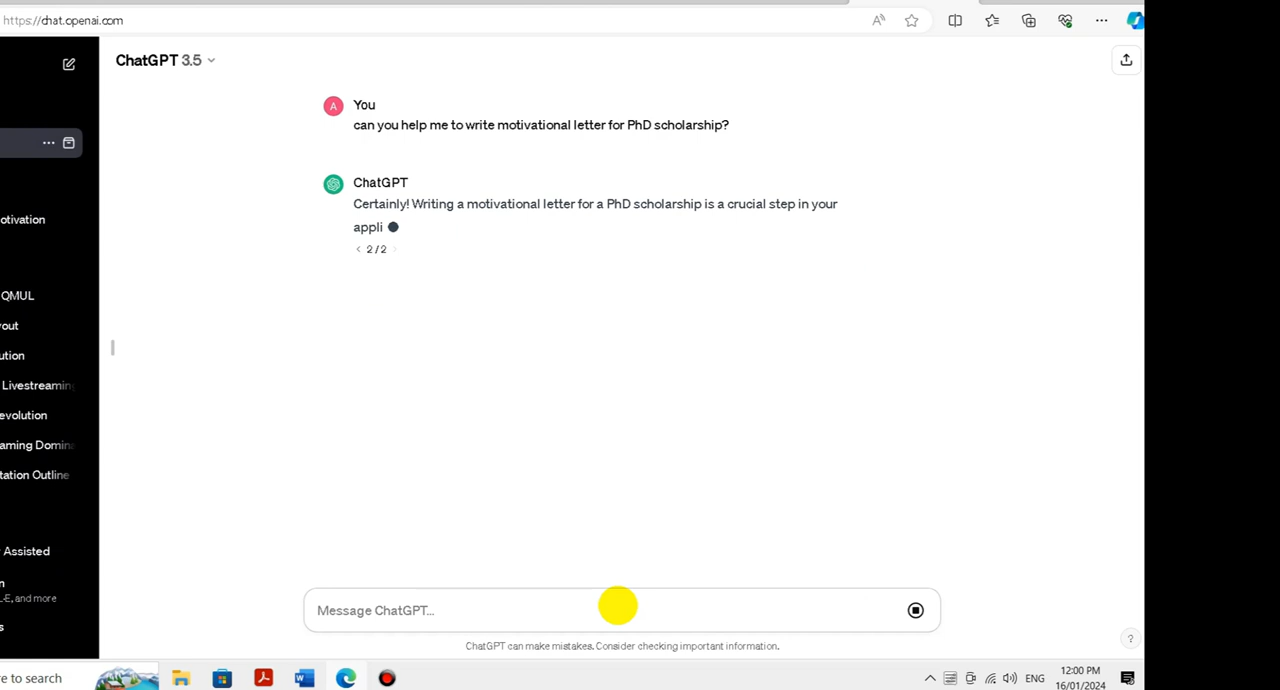 https://chat.openai.com
ChatGPT 3.5
A
You
can you help me to write motivational letter for PhD scholarship?
ChatGPT
Certainly! Writing a motivational letter for a PhD scholarship is a crucial step in your
appli
< 2/2 >
otivation
QMUL
yout
ution
Livestreaming
evolution
aming Domin
tation Outline
Assisted
n
L-E, and more
s
Message ChatGPT...
ChatGPT can make mistakes. Consider checking important information.
?
re to search
ENG
12:00 PM
16/01/2024